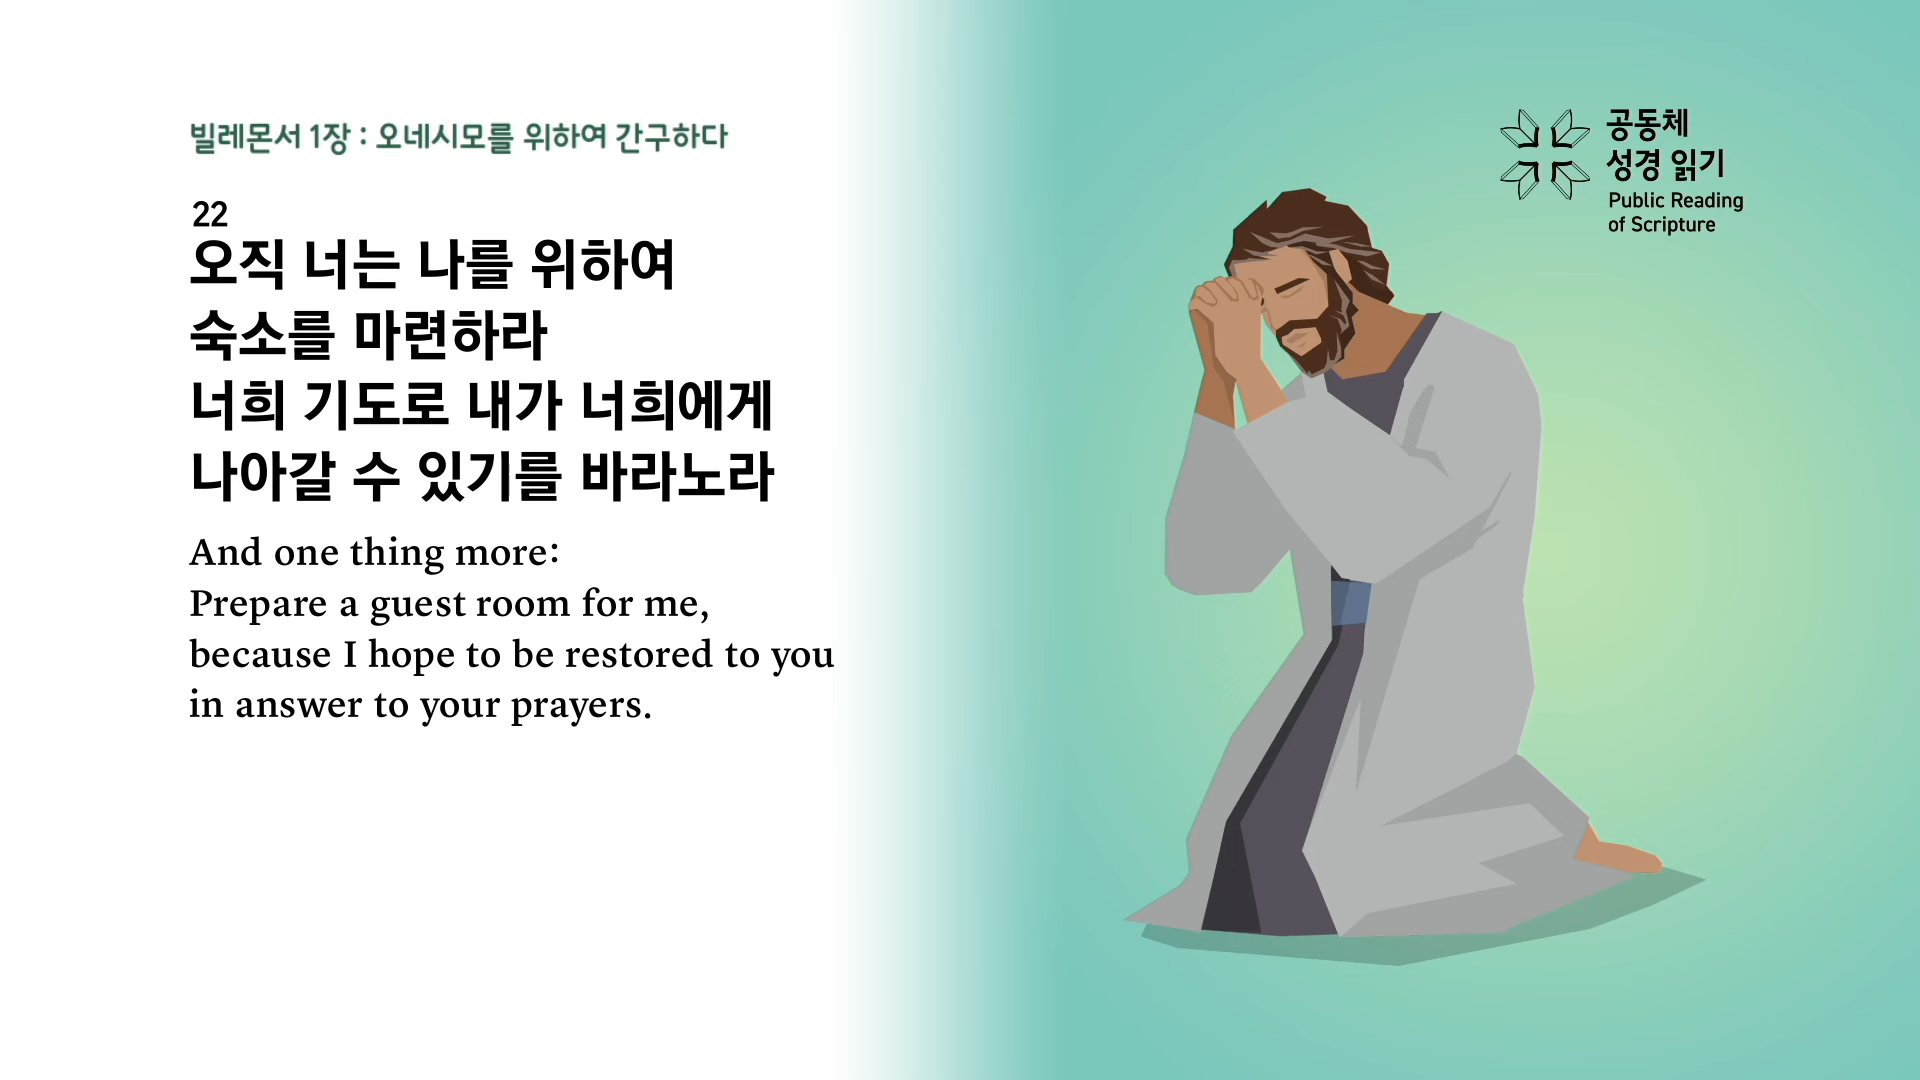 빌레몬서 1장 : 오네시모를 위하여 간구하다
22
오직 너는 나를 위하여
숙소를 마련하라
너희 기도로 내가 너희에게
나아갈 수 있기를 바라노라
And one thing more:
Prepare a guest room for me,
because I hope to be restored to you
in answer to your prayers.
공동체
성경 읽기
Public Reading
of Scripture